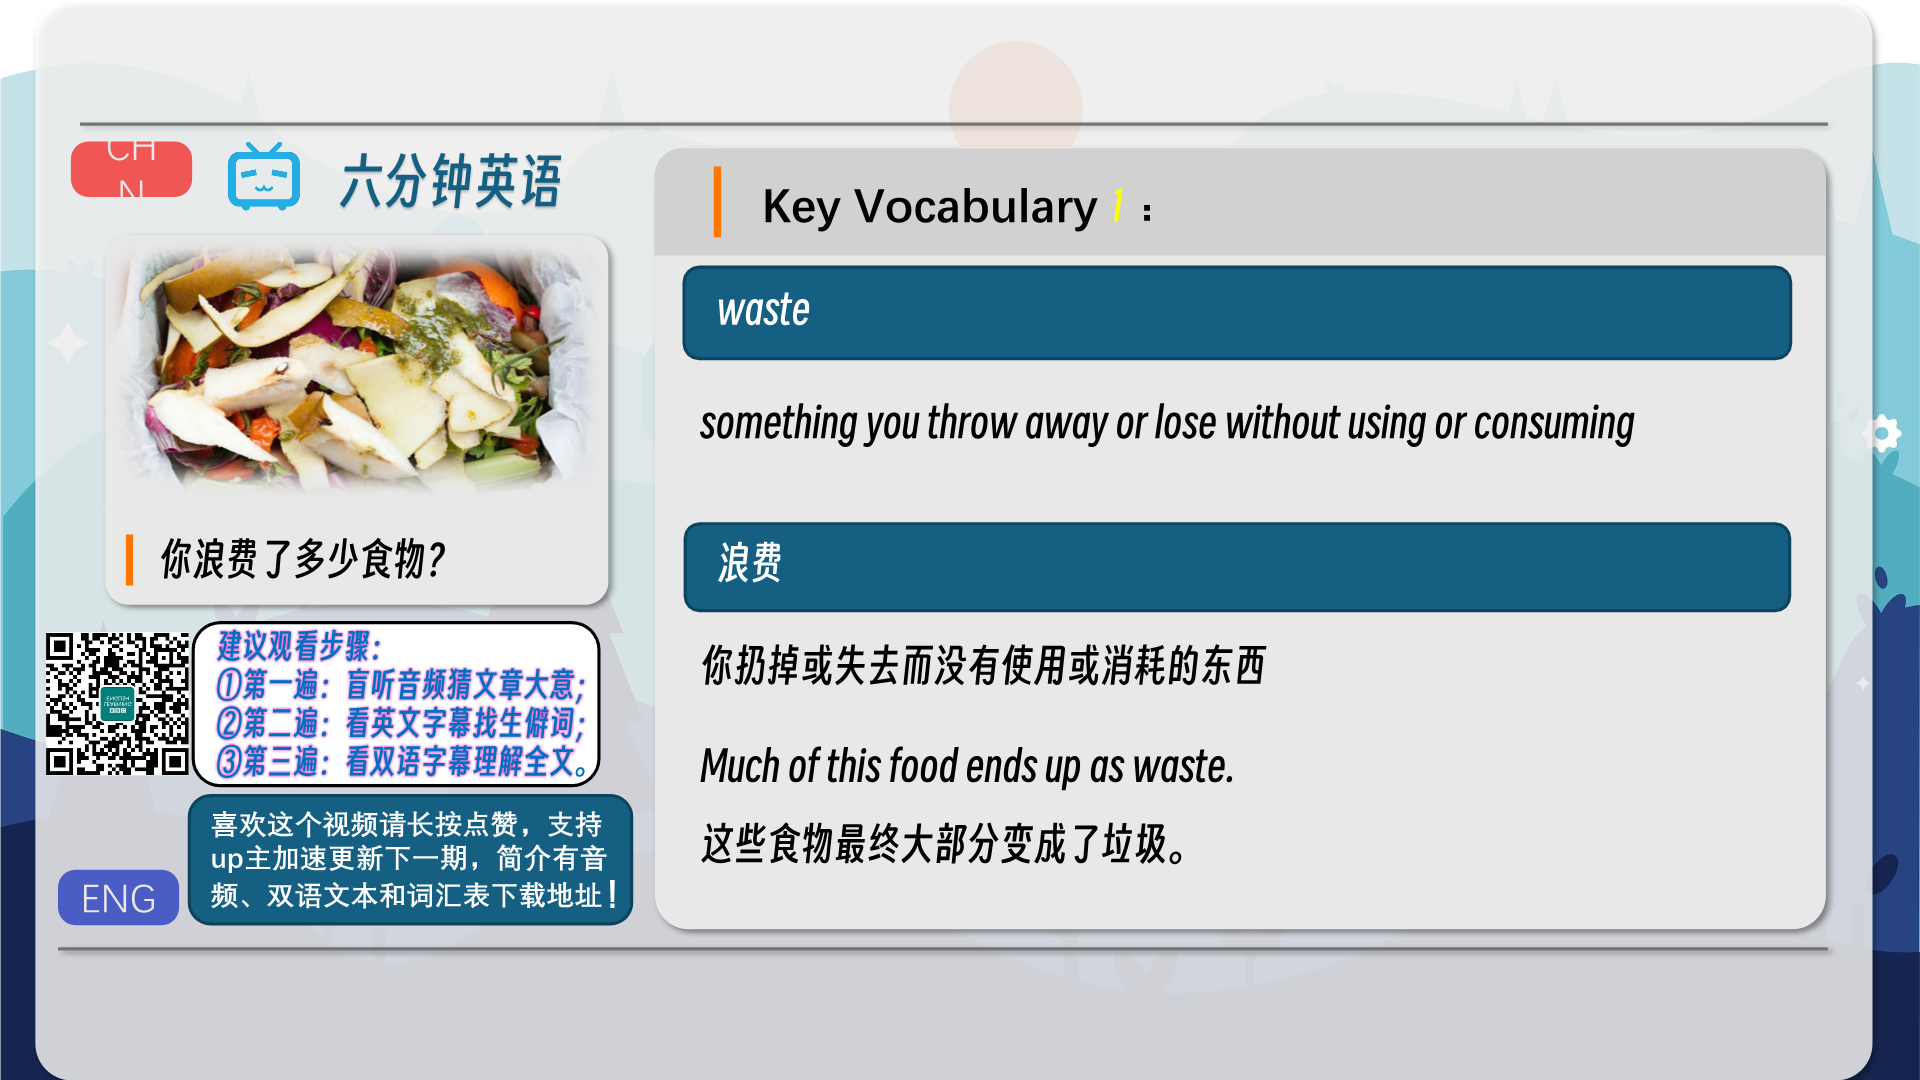 CH
N
六分钟英语
你浪费了多少食物?
建议观看步骤:
①第一遍: 盲听音频猜文章大意;
②第二遍: 看英文字幕找生僻词;
③第三遍: 看双语字幕理解全文。
喜欢这个视频请长按点赞，支持
up主加速更新下一期，简介有音
频、双语文本和词汇表下载地址!
ENG
Key Vocabulary 1 :
waste
something you throw away or lose without using or consuming
浪费
你扔掉或失去而没有使用或消耗的东西
Much of this food ends up as waste.
这些食物最终大部分变成了垃圾。